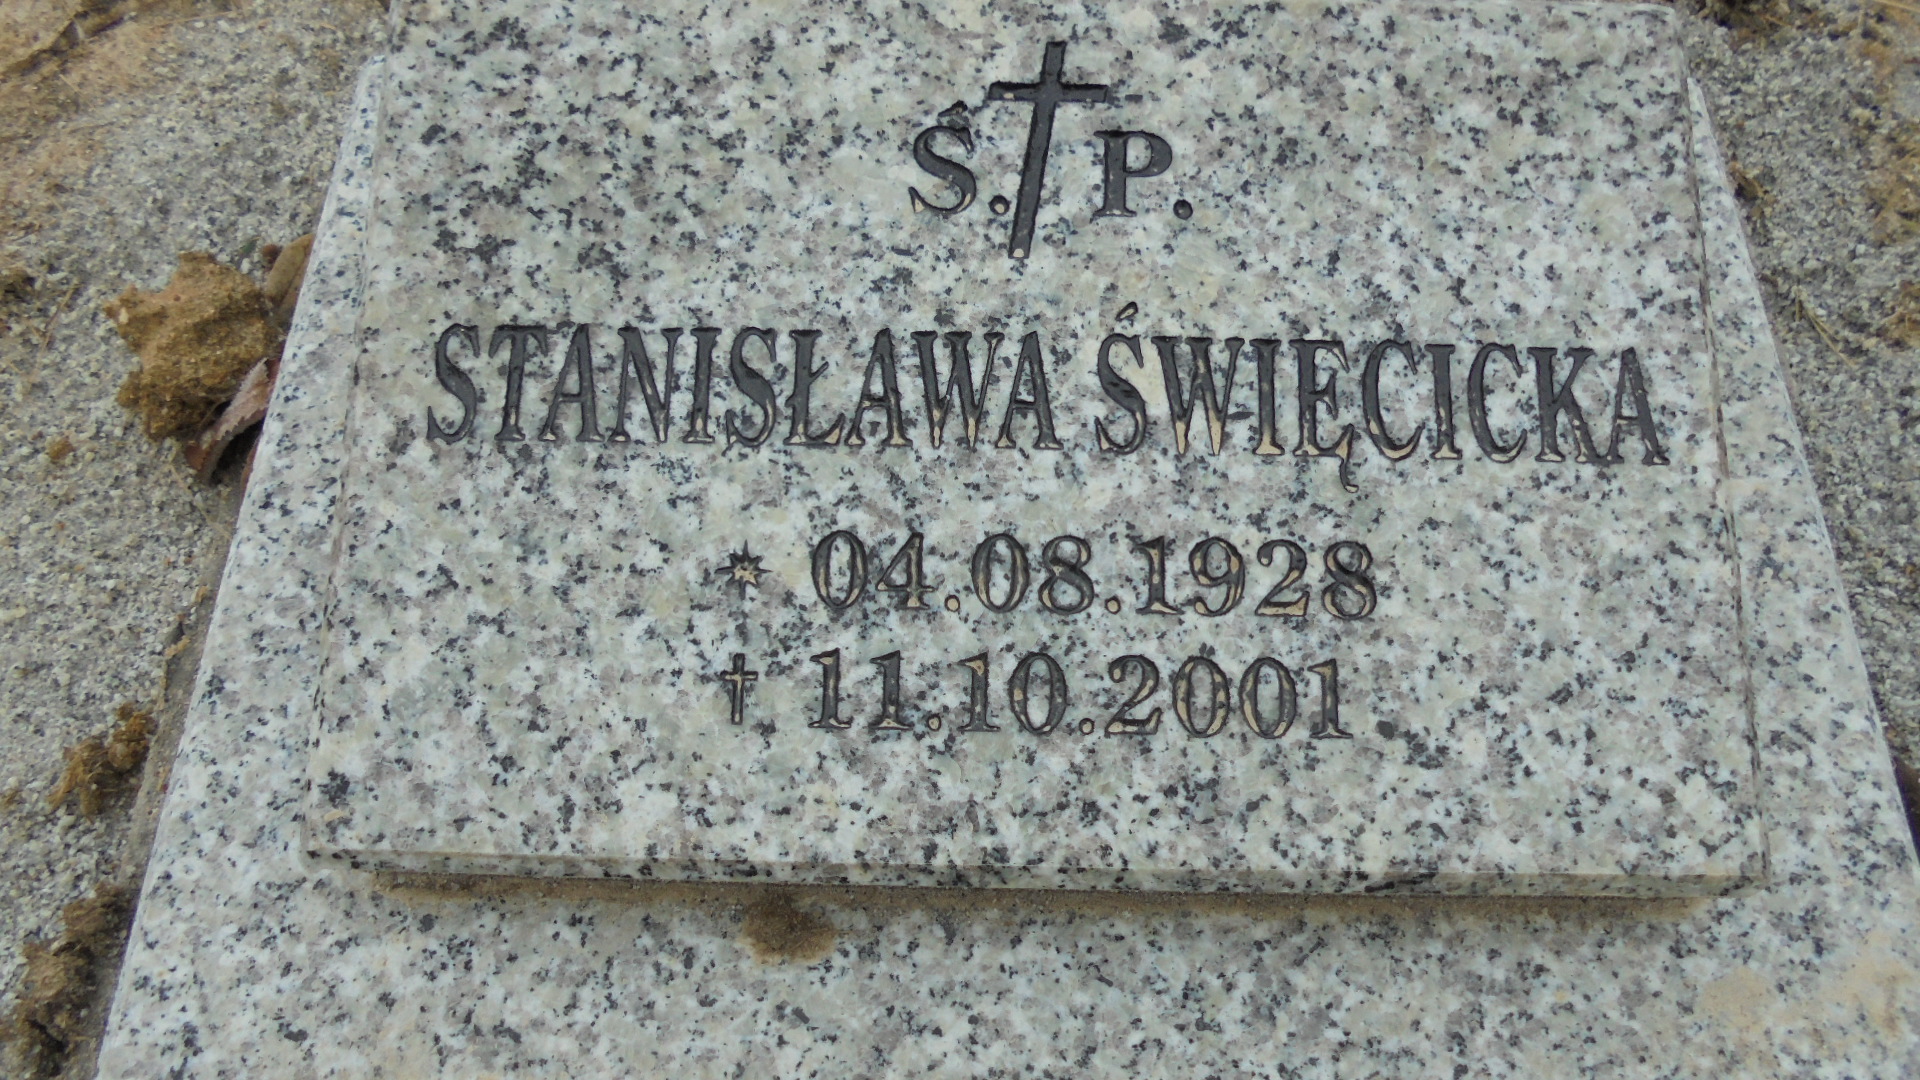 Ś.†P.
STANISŁAWA ŚWIĘCICKA
* 04.08.1928
† 11.10.2001